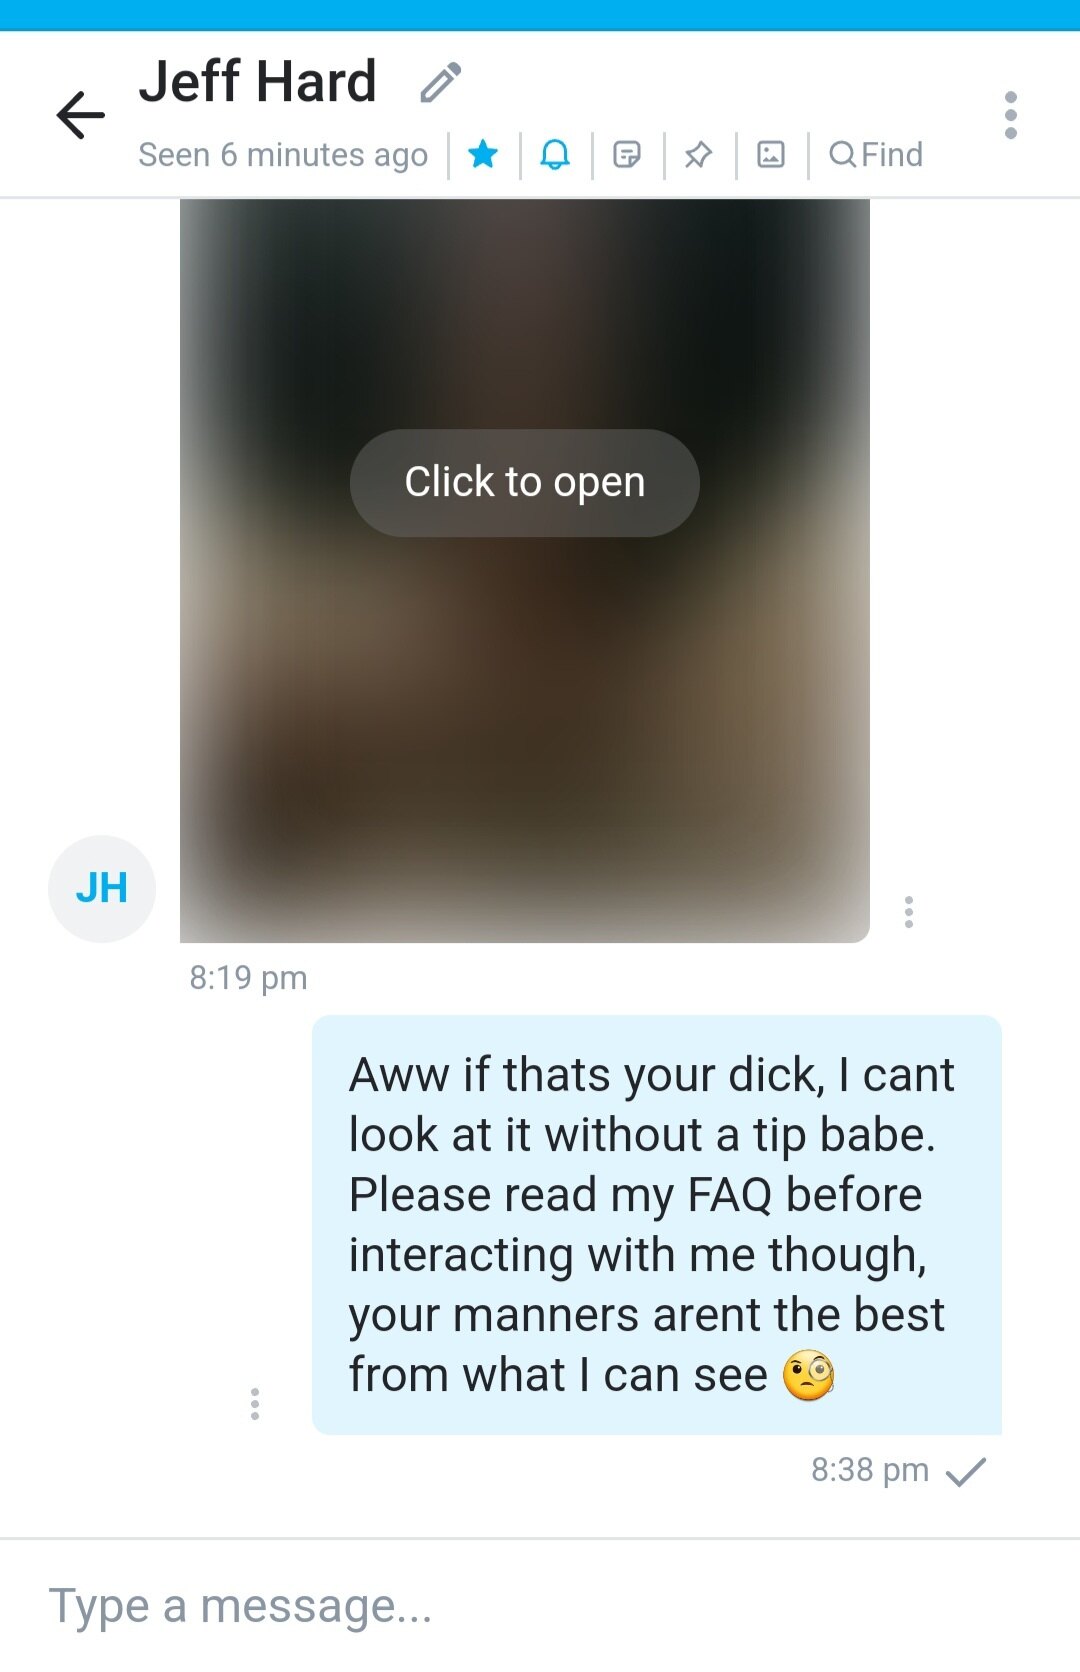 Jeff Hard
Seen 6 minutes ago
Find
Click to open
JH
8:19 pm
Aww if thats your dick, I cant
look at it without a tip babe.
Please read my FAQ before
interacting with me though,
your manners arent the best
from what I can see 🧐
8:38 pm
Type a message...